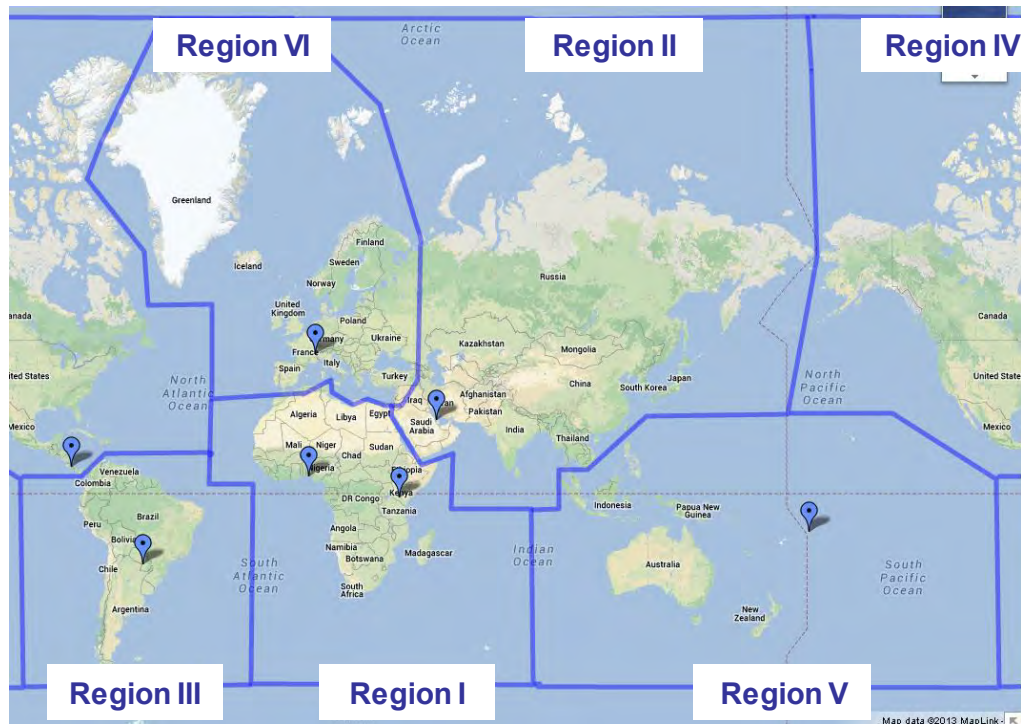 Arctic
Ocean
Region VI
Region II
Region IV
Greenland
Iceland
Finland
Sweden
Norway
Russia
United
Kingdom
Poland
rmany
Ukraine
France
Italy
Spain
Turkey
Kazakhstan
Mongolia
China
South Korea
Japan
Afghanistan
Pakistan
Iraq
an
Saudi
Arabia
India
Thailand
North
Pacific
Ocean
Canada
United State
Mexico
anada
ited States
Mexico
North
Atlantic
Ocean
Algeria
Libya
Egypt
Mali
Niger
Chad
Sudan
Nigeria
Ethiopia
DR Congo
Kenya
Tanzania
Angola
Namibia
Botswana
Madagascar
South
Africa
Venezuela
Colombia
Peru
Brazil
Bolivia
Chile
Argentina
South
Atlantic
Ocean
Indian
Ocean
Indonesia
Papua New
Guinea
Australia
New
Zealand
South
Pacific
Ocean
Region III
Region I
Region V
Map data ©2013 MapLink -